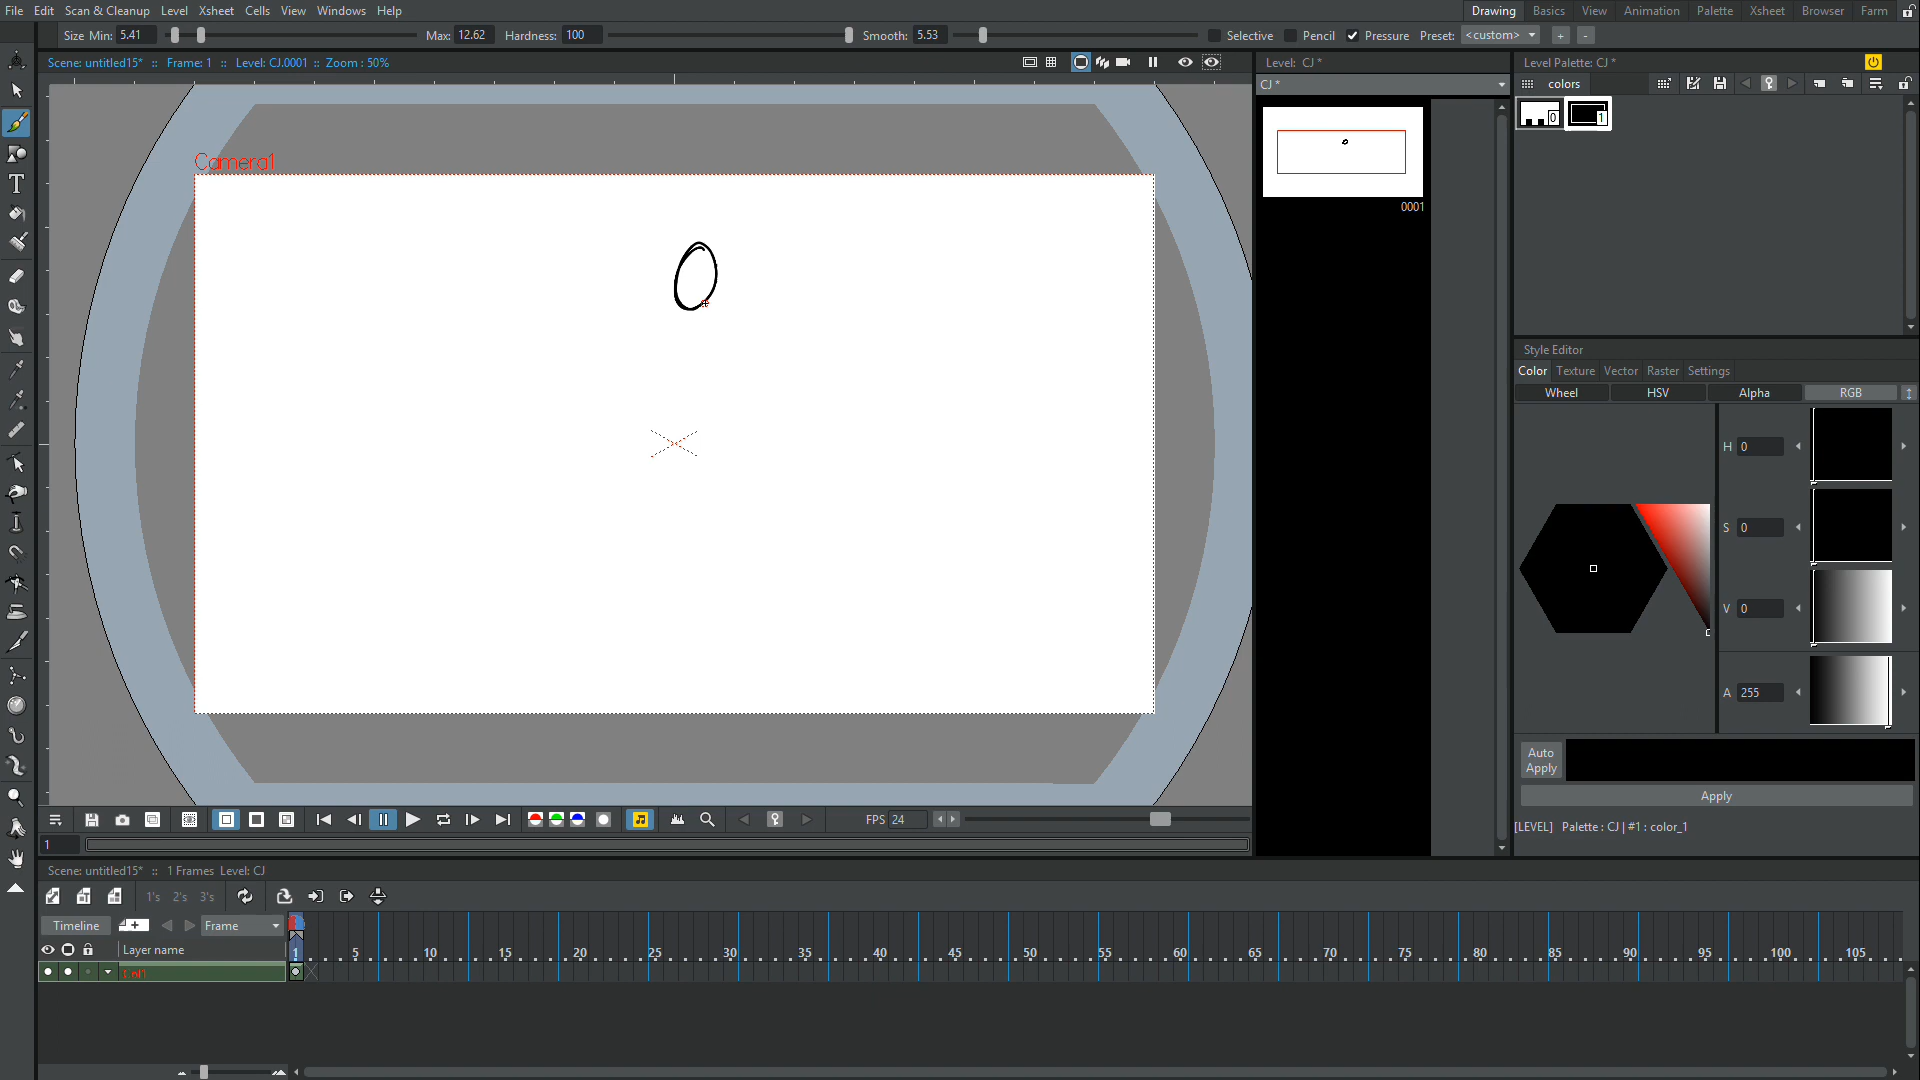 File Edit Scan & Cleanup Level Xsheet Cells View Windows Help
Drawing Basics View Animation Palette Xsheet Browser Farm
Size Min: 5.41 Max: 12.62 Hardness: 100 Smooth: 5.53 Selective Pencil Pressure Preset: <custom> + -
Scene: untitled15* :: Frame: 1 :: Level: CJ.0001 :: Zoom : 50%
Level: CJ *
CJ *
0001
Level Palette: CJ *
colors
0 1
Camera1
Style Editor
Color Texture Vector Raster Settings
Wheel HSV Alpha RGB
H 0
S 0
V 0
A 255
Auto Apply
Apply
[LEVEL] Palette : CJ | #1 : color_1
FPS 24
1
Scene: untitled15* :: 1 Frames Level: CJ
1's 2's 3's
Timeline Frame
Layer name
1 5 10 15 20 25 30 35 40 45 50 55 60 65 70 75 80 85 90 95 100 105
Col1